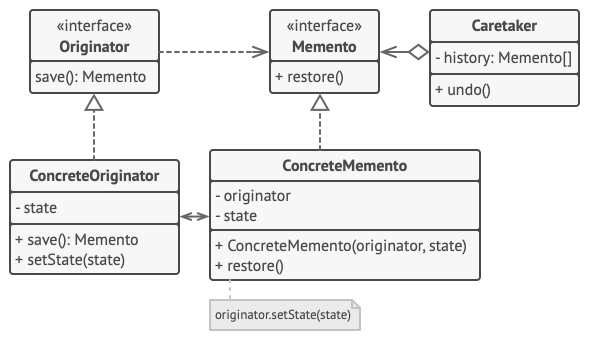 «interface»
Originator
save(): Memento
«interface»
Memento
+ restore()
Caretaker
- history: Memento[]
+ undo()
ConcreteOriginator
- state
+ save(): Memento
+ setState(state)
ConcreteMemento
- originator
- state
+ ConcreteMemento(originator, state)
+ restore()
originator.setState(state)